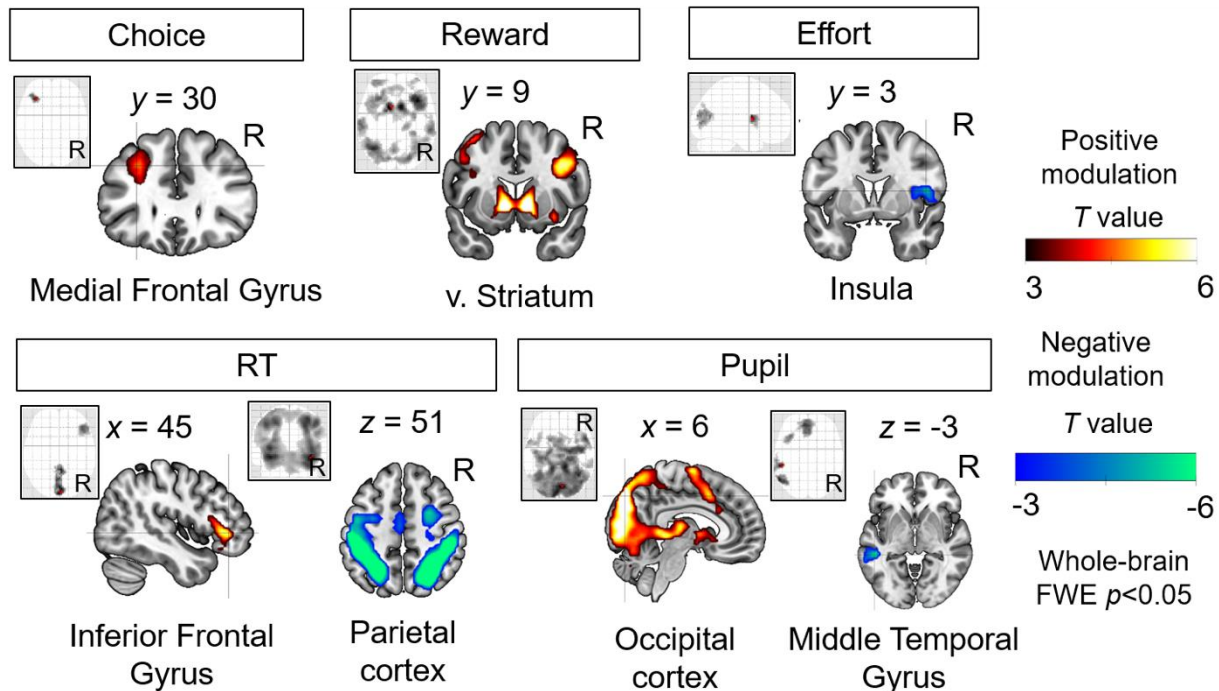 Choice
Reward
Effort
y = 30
R
R
y = 9
R
R
y = 3
R
Medial Frontal Gyrus
v. Striatum
Insula
Positive
modulation
T value
3
6
RT
Pupil
x = 45
R
R
z = 51
R
x = 6
R
z = -3
R
R
Inferior Frontal
Gyrus
Parietal
cortex
Occipital
cortex
Middle Temporal
Gyrus
Negative
modulation
T value
-3
-6
Whole-brain
FWE p<0.05